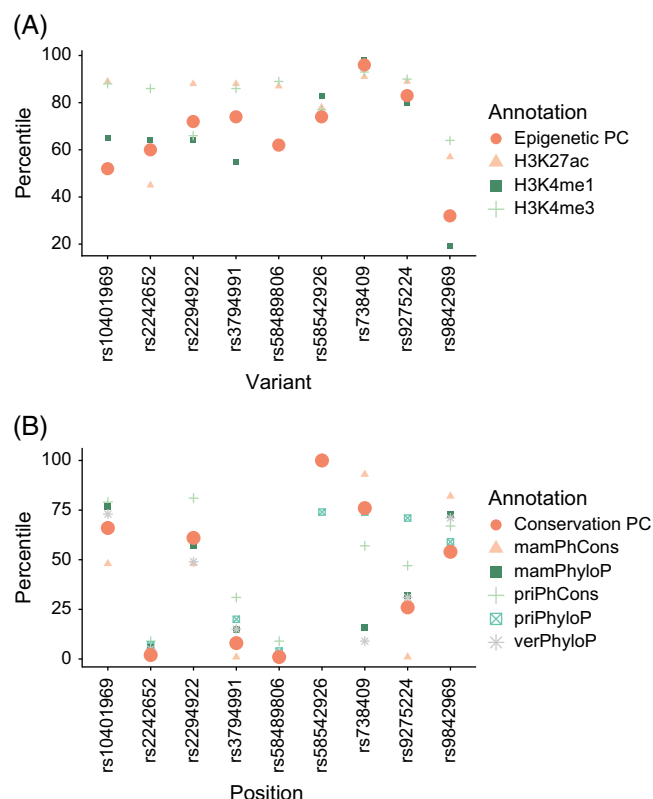 (A)
100
80
60
40
20
Percentile
rs10401969
rs2242652
rs2294922
rs3794991
rs58489806
rs58542926
rs738409
rs9275224
rs9842969
Variant
Annotation
Epigenetic PC
H3K27ac
H3K4me1
H3K4me3
(B)
100
75
50
25
0
Percentile
rs10401969
rs2242652
rs2294922
rs3794991
rs58489806
rs58542926
rs738409
rs9275224
rs9842969
Position
Annotation
Conservation PC
mamPhCons
mamPhyloP
priPhCons
priPhyloP
verPhyloP